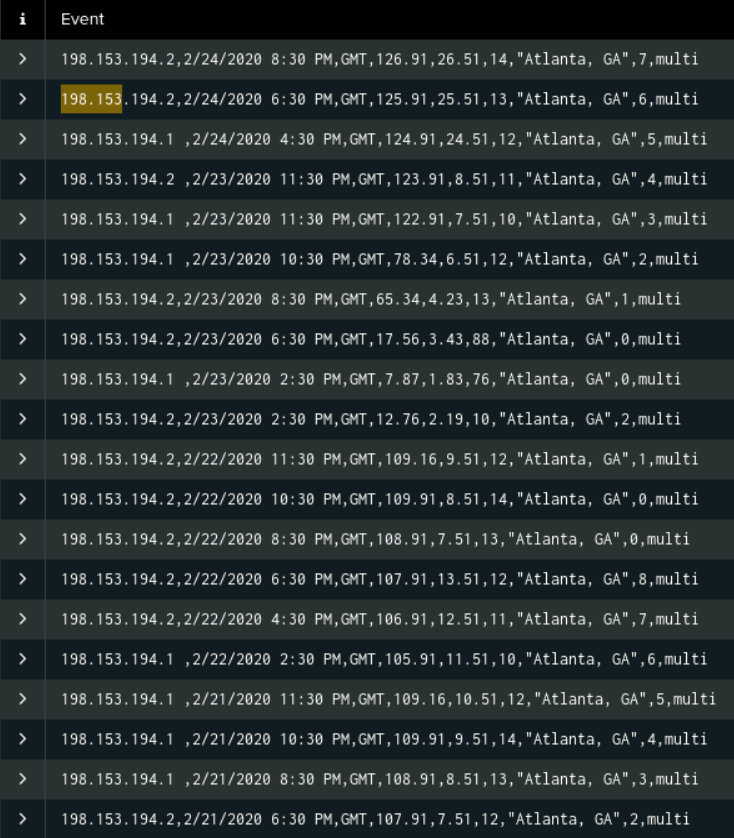 i Event
198.153.194.2,2/24/2020 8:30 PM,GMT,126.91,26.51,14,"Atlanta, GA",7,multi
198.153.194.2,2/24/2020 6:30 PM,GMT,125.91,25.51,13,"Atlanta, GA",6,multi
198.153.194.1 ,2/24/2020 4:30 PM,GMT,124.91,24.51,12,"Atlanta, GA",5,multi
198.153.194.2 ,2/23/2020 11:30 PM,GMT,123.91,8.51,11,"Atlanta, GA",4,multi
198.153.194.1 ,2/23/2020 11:30 PM,GMT,122.91,7.51,10,"Atlanta, GA",3,multi
198.153.194.1 ,2/23/2020 10:30 PM,GMT,78.34,6.51,12,"Atlanta, GA",2,multi
198.153.194.2,2/23/2020 8:30 PM,GMT,65.34,4.23,13,"Atlanta, GA",1,multi
198.153.194.2,2/23/2020 6:30 PM,GMT,17.56,3.43,88,"Atlanta, GA",0,multi
198.153.194.1 ,2/23/2020 2:30 PM,GMT,7.87,1.83,76,"Atlanta, GA",0,multi
198.153.194.2,2/23/2020 2:30 PM,GMT,12.76,2.19,10,"Atlanta, GA",2,multi
198.153.194.2,2/22/2020 11:30 PM,GMT,109.16,9.51,12,"Atlanta, GA",1,multi
198.153.194.2,2/22/2020 10:30 PM,GMT,109.91,8.51,14,"Atlanta, GA",0,multi
198.153.194.2,2/22/2020 8:30 PM,GMT,108.91,7.51,13,"Atlanta, GA",0,multi
198.153.194.2,2/22/2020 6:30 PM,GMT,107.91,13.51,12,"Atlanta, GA",8,multi
198.153.194.2,2/22/2020 4:30 PM,GMT,106.91,12.51,11,"Atlanta, GA",7,multi
198.153.194.1 ,2/22/2020 2:30 PM,GMT,105.91,11.51,10,"Atlanta, GA",6,multi
198.153.194.1 ,2/21/2020 11:30 PM,GMT,109.16,10.51,12,"Atlanta, GA",5,multi
198.153.194.1 ,2/21/2020 10:30 PM,GMT,109.91,9.51,14,"Atlanta, GA",4,multi
198.153.194.1 ,2/21/2020 8:30 PM,GMT,108.91,8.51,13,"Atlanta, GA",3,multi
198.153.194.2,2/21/2020 6:30 PM,GMT,107.91,7.51,12,"Atlanta, GA",2,multi